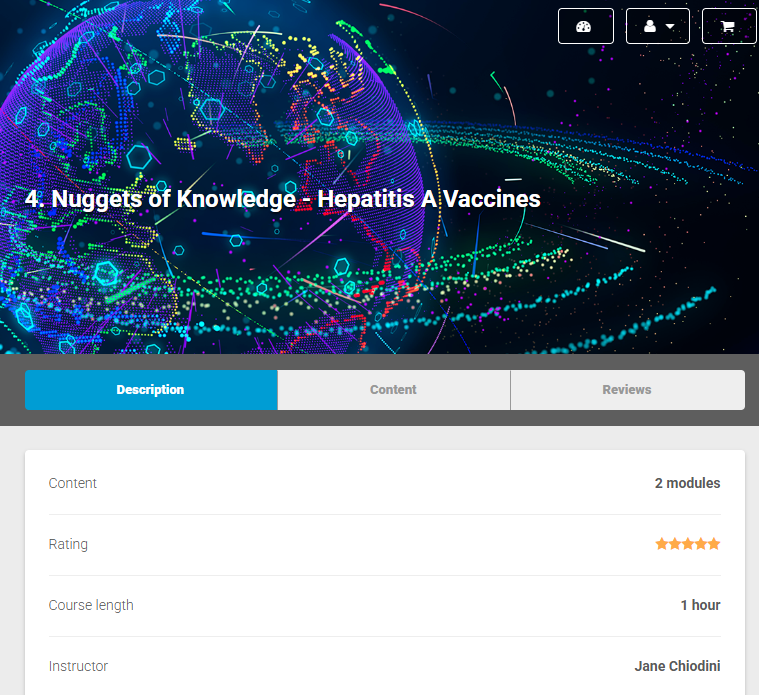 4. Nuggets of Knowledge - Hepatitis A Vaccines
Description
Content
Reviews
Content
2 modules
Rating
Course length
1 hour
Instructor
Jane Chiodini